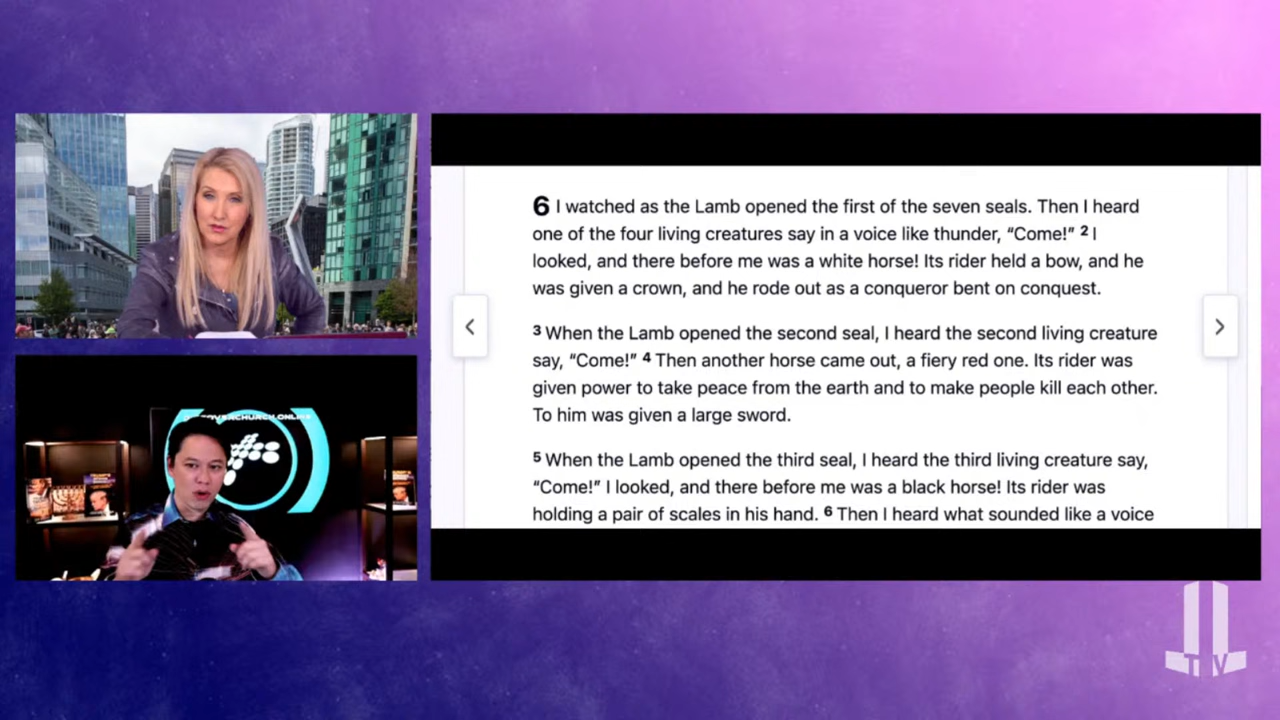 6 I watched as the Lamb opened the first of the seven seals. Then I heard
one of the four living creatures say in a voice like thunder, “Come!” 2 I
looked, and there before me was a white horse! Its rider held a bow, and he
was given a crown, and he rode out as a conqueror bent on conquest.
3 When the Lamb opened the second seal, I heard the second living creature
say, “Come!” 4 Then another horse came out, a fiery red one. Its rider was
given power to take peace from the earth and to make people kill each other.
To him was given a large sword.
5 When the Lamb opened the third seal, I heard the third living creature say,
“Come!” I looked, and there before me was a black horse! Its rider was
holding a pair of scales in his hand. 6 Then I heard what sounded like a voice
TV